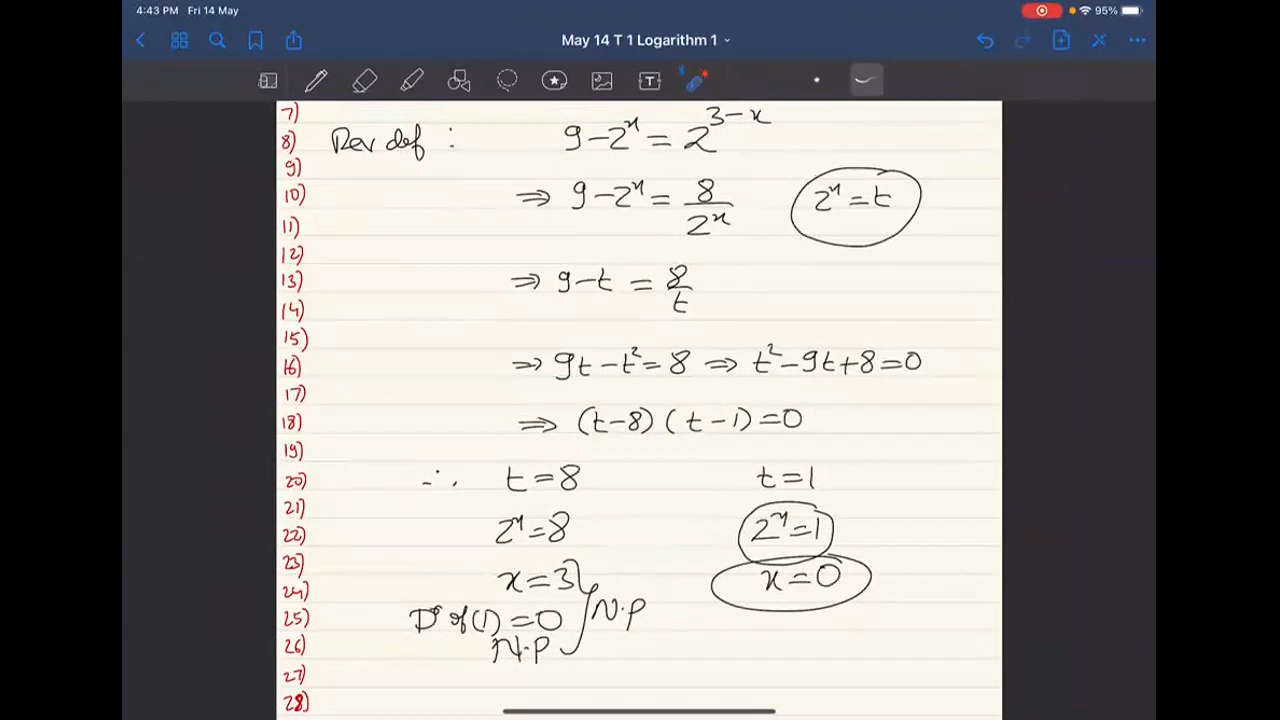 4:43 PM Fri 14 May 95%
May 14 T 1 Logarithm 1
7)
8) Rev def : 9-2^x = 2^{3-x}
9)
10) ⇒ 9-2^x = 8/2^x 2^x = t
11)
12)
13) ⇒ 9-t = 8/t
14)
15)
16) ⇒ 9t-t^2 = 8 ⇒ t^2-9t+8=0
17)
18) ⇒ (t-8) (t-1) = 0
19)
20) ∴ t=8 t=1
21)
22) 2^x=8 2^x=1
23)
24) x=3 x=0
25) D^r of (1) = 0 N.P
26) N.P
27)
28)